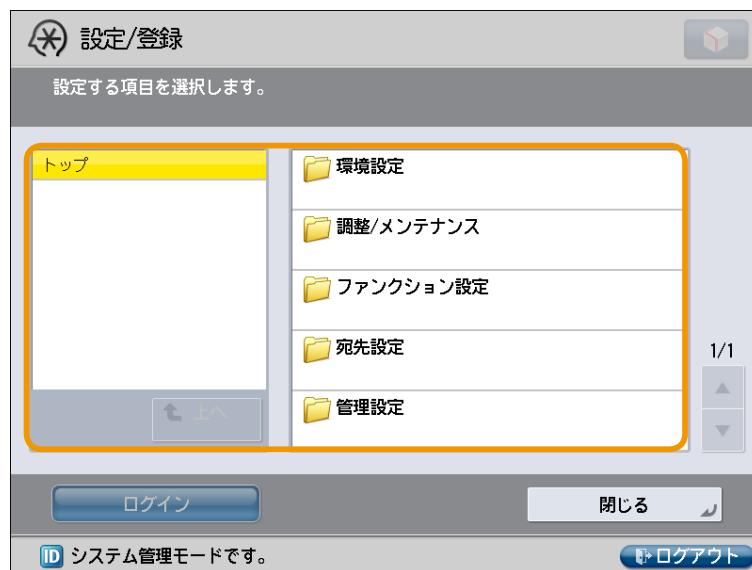 設定/登録
設定する項目を選択します。
トップ
環境設定
調整/メンテナンス
ファンクション設定
宛先設定
1/1
管理設定
上へ
ログイン
閉じる
ID システム管理モードです。
ログアウト